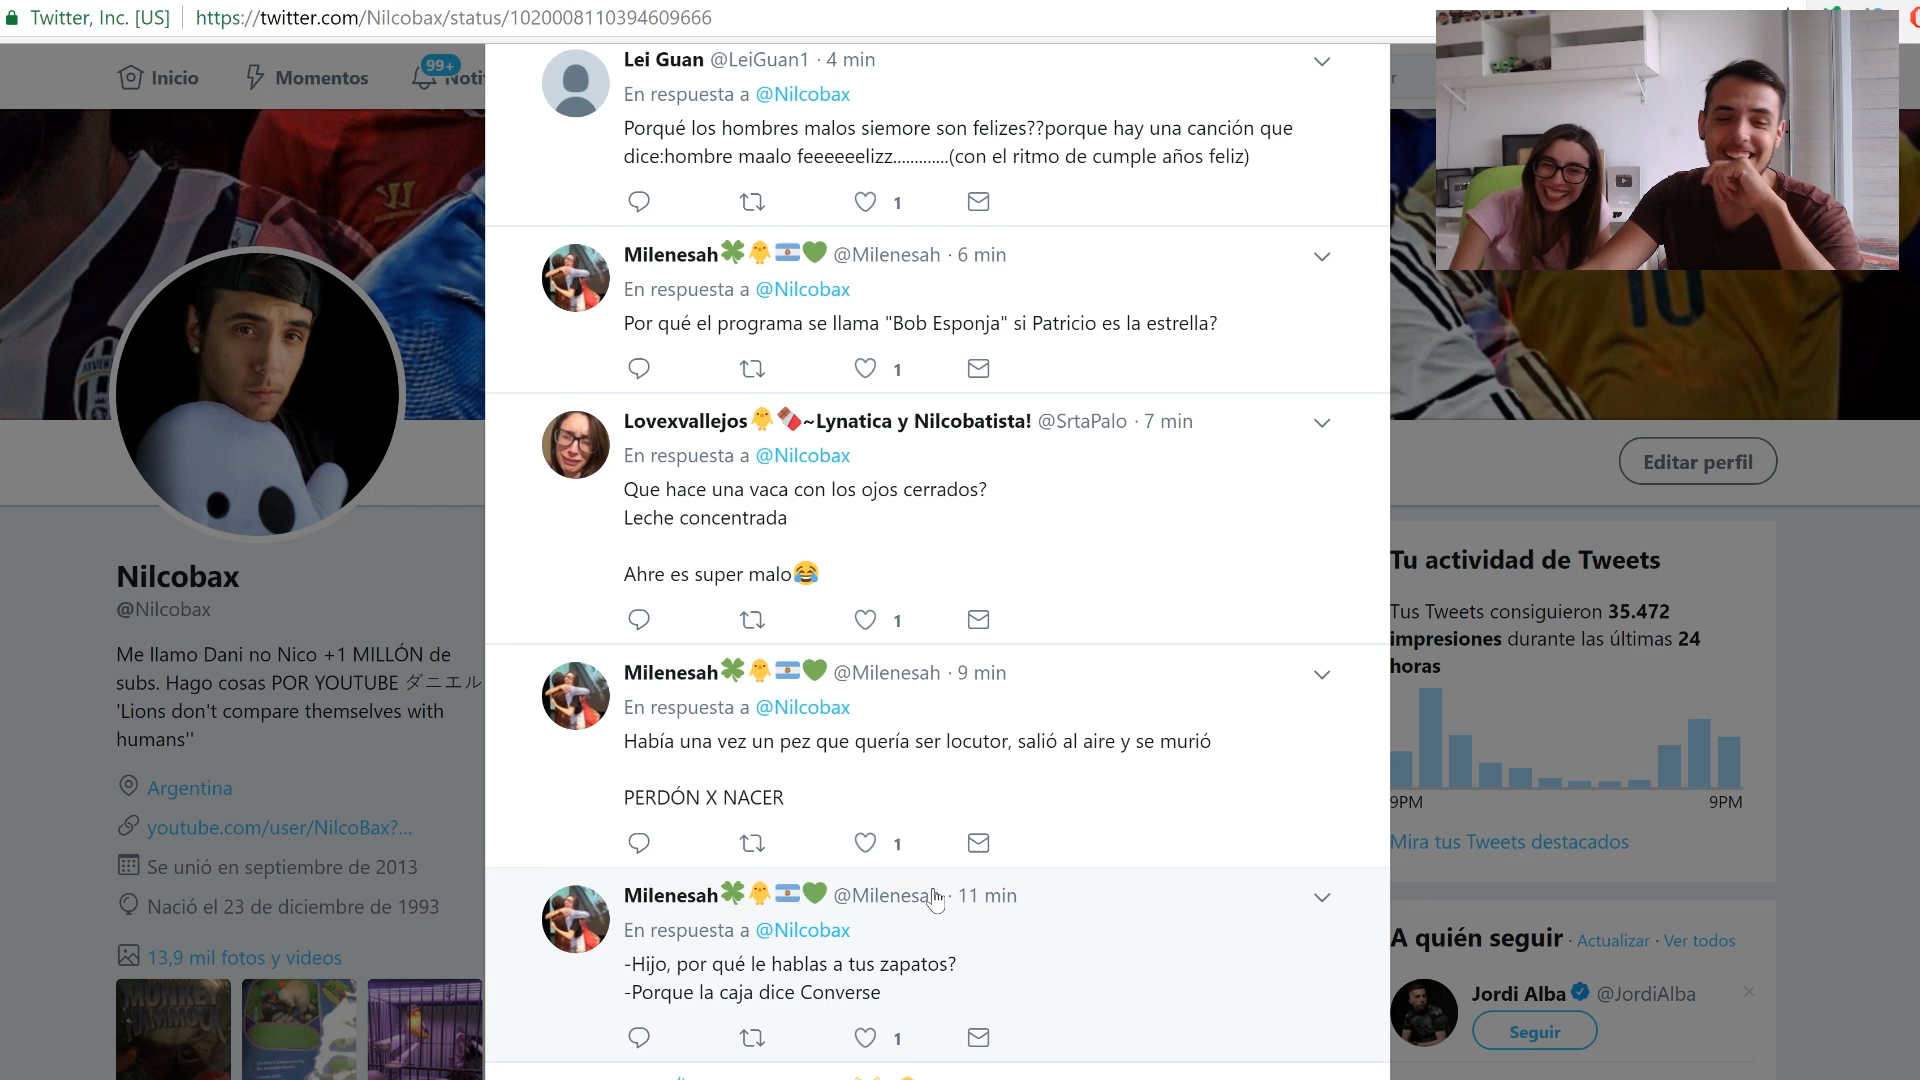 Twitter, Inc. [US] https://twitter.com/Nilcobax/status/1020008110394609666
Inicio Momentos 99+ Noti
Lei Guan @LeiGuan1 · 4 min
En respuesta a @Nilcobax
Porqué los hombres malos siemore son felizes??porque hay una canción que
dice:hombre maalo feeeeeelizz............(con el ritmo de cumple años feliz)
1
Milenesah🍀🐥🇦🇷💚 @Milenesah · 6 min
En respuesta a @Nilcobax
Por qué el programa se llama "Bob Esponja" si Patricio es la estrella?
1
Lovexvallejos🐥🍫~Lynatica y Nilcobatista! @SrtaPalo · 7 min
En respuesta a @Nilcobax
Que hace una vaca con los ojos cerrados?
Leche concentrada
Ahre es super malo😂
1
Milenesah🍀🐥🇦🇷💚 @Milenesah · 9 min
En respuesta a @Nilcobax
Había una vez un pez que quería ser locutor, salió al aire y se murió
PERDÓN X NACER
1
Milenesah🍀🐥🇦🇷💚 @Milenesah · 11 min
En respuesta a @Nilcobax
-Hijo, por qué le hablas a tus zapatos?
-Porque la caja dice Converse
1
Nilcobax
@Nilcobax
Me llamo Dani no Nico +1 MILLÓN de
subs. Hago cosas POR YOUTUBE ダニエル
'Lions don't compare themselves with
humans''
Argentina
youtube.com/user/NilcoBax?...
Se unió en septiembre de 2013
Nació el 23 de diciembre de 1993
13,9 mil fotos y videos
MONKEY
HAMMOCK
10
Editar perfil
Tu actividad de Tweets
Tus Tweets consiguieron 35.472
impresiones durante las últimas 24
horas
9PM 9PM
Mira tus Tweets destacados
A quién seguir · Actualizar · Ver todos
Jordi Alba @JordiAlba
Seguir